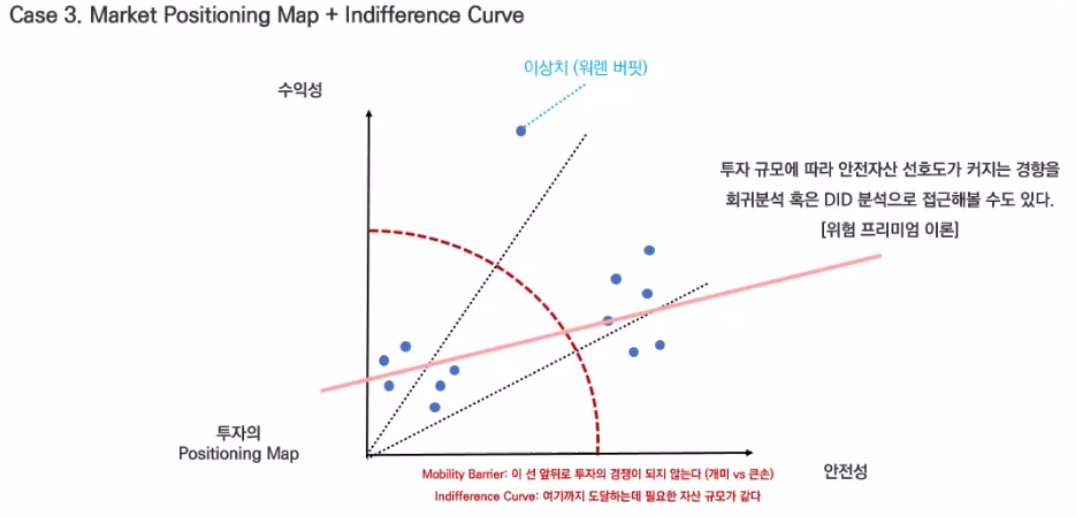 Case 3. Market Positioning Map + Indifference Curve
이상치 (워렌 버핏)
수익성
투자 규모에 따라 안전자산 선호도가 커지는 경향을
회귀분석 혹은 DID 분석으로 접근해볼 수도 있다.
[위험 프리미엄 이론]
투자의
Positioning Map
Mobility Barrier: 이 선 앞뒤로 투자의 경쟁이 되지 않는다 (개미 vs 큰손)
Indifference Curve: 여기까지 도달하는데 필요한 자산 규모가 같다
안전성